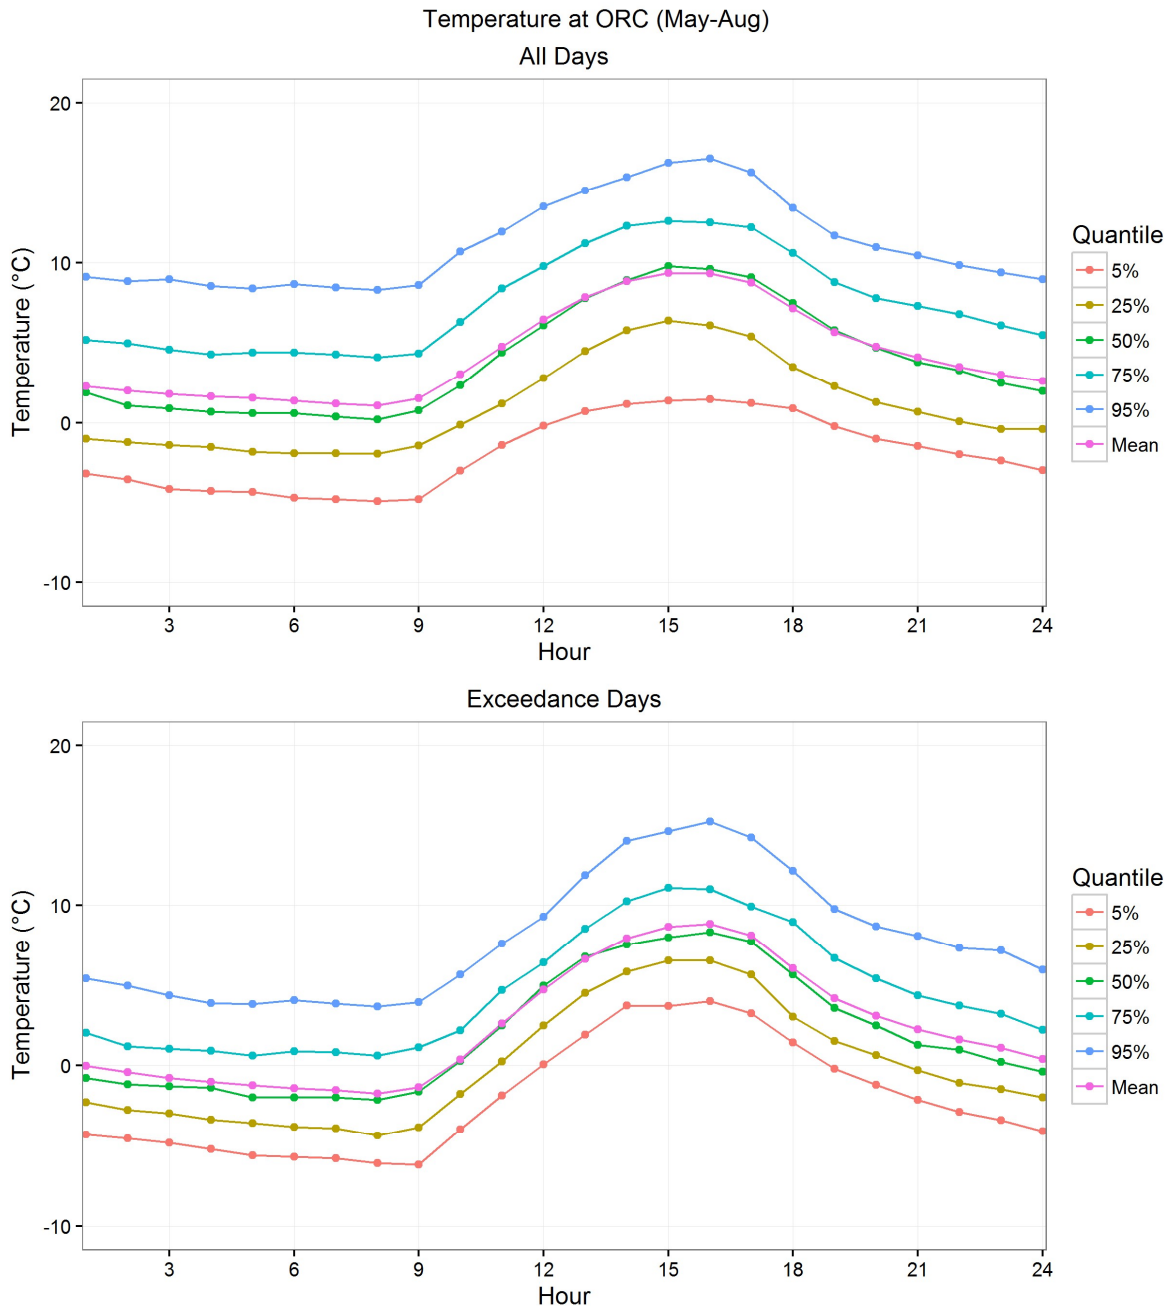 Temperature at ORC (May-Aug)
All Days
20
10
0
-10
Temperature (°C)
3 6 9 12 15 18 21 24
Hour
Quantile
5%
25%
50%
75%
95%
Mean
Exceedance Days
20
10
0
-10
Temperature (°C)
3 6 9 12 15 18 21 24
Hour
Quantile
5%
25%
50%
75%
95%
Mean